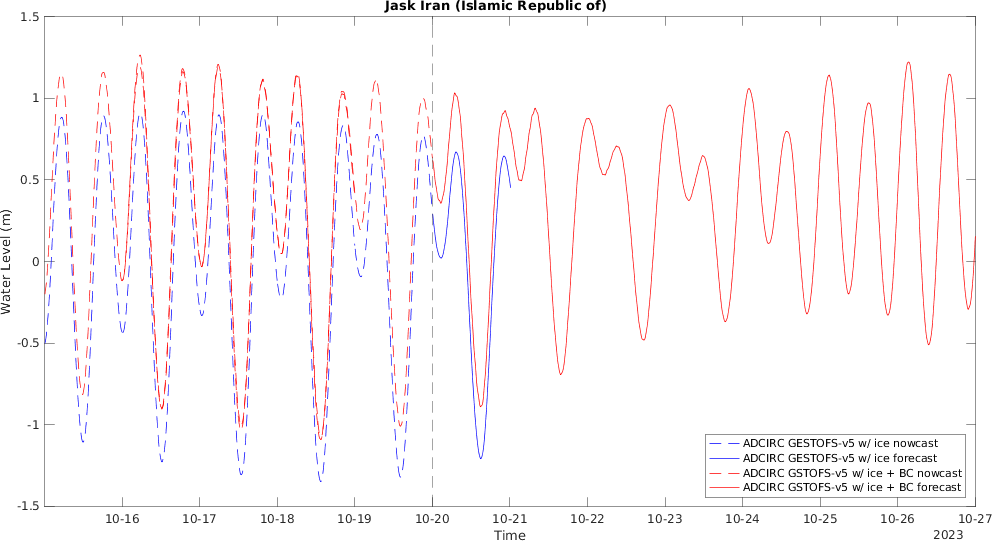 Jask Iran (Islamic Republic of)
1.5
1
0.5
0
-0.5
-1
-1.5
Water Level (m)
10-16 10-17 10-18 10-19 10-20 10-21 10-22 10-23 10-24 10-25 10-26 10-27
Time
2023
ADCIRC GESTOFS-v5 w/ ice nowcast
ADCIRC GESTOFS-v5 w/ ice forecast
ADCIRC GSTOFS-v5 w/ ice + BC nowcast
ADCIRC GSTOFS-v5 w/ ice + BC forecast